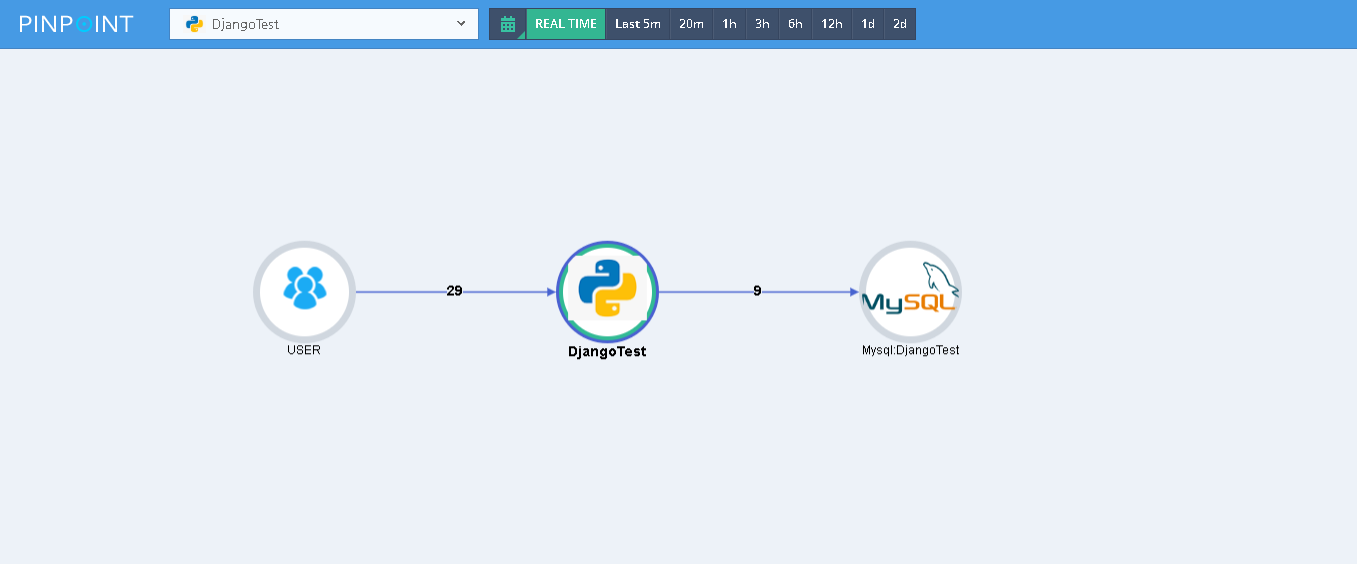 PINPOINT DjangoTest REAL TIME Last 5m 20m 1h 3h 6h 12h 1d 2d
29 9
MySQL
USER DjangoTest Mysql:DjangoTest